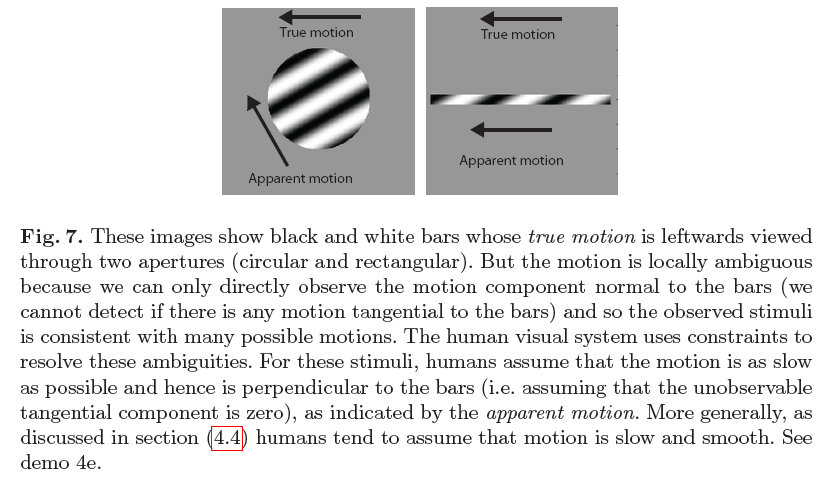 True motion
True motion
Apparent motion
Apparent motion
Fig. 7. These images show black and white bars whose true motion is leftwards viewed
through two apertures (circular and rectangular). But the motion is locally ambiguous
because we can only directly observe the motion component normal to the bars (we
cannot detect if there is any motion tangential to the bars) and so the observed stimuli
is consistent with many possible motions. The human visual system uses constraints to
resolve these ambiguities. For these stimuli, humans assume that the motion is as slow
as possible and hence is perpendicular to the bars (i.e. assuming that the unobservable
tangential component is zero), as indicated by the apparent motion. More generally, as
discussed in section (4.4) humans tend to assume that motion is slow and smooth. See
demo 4e.